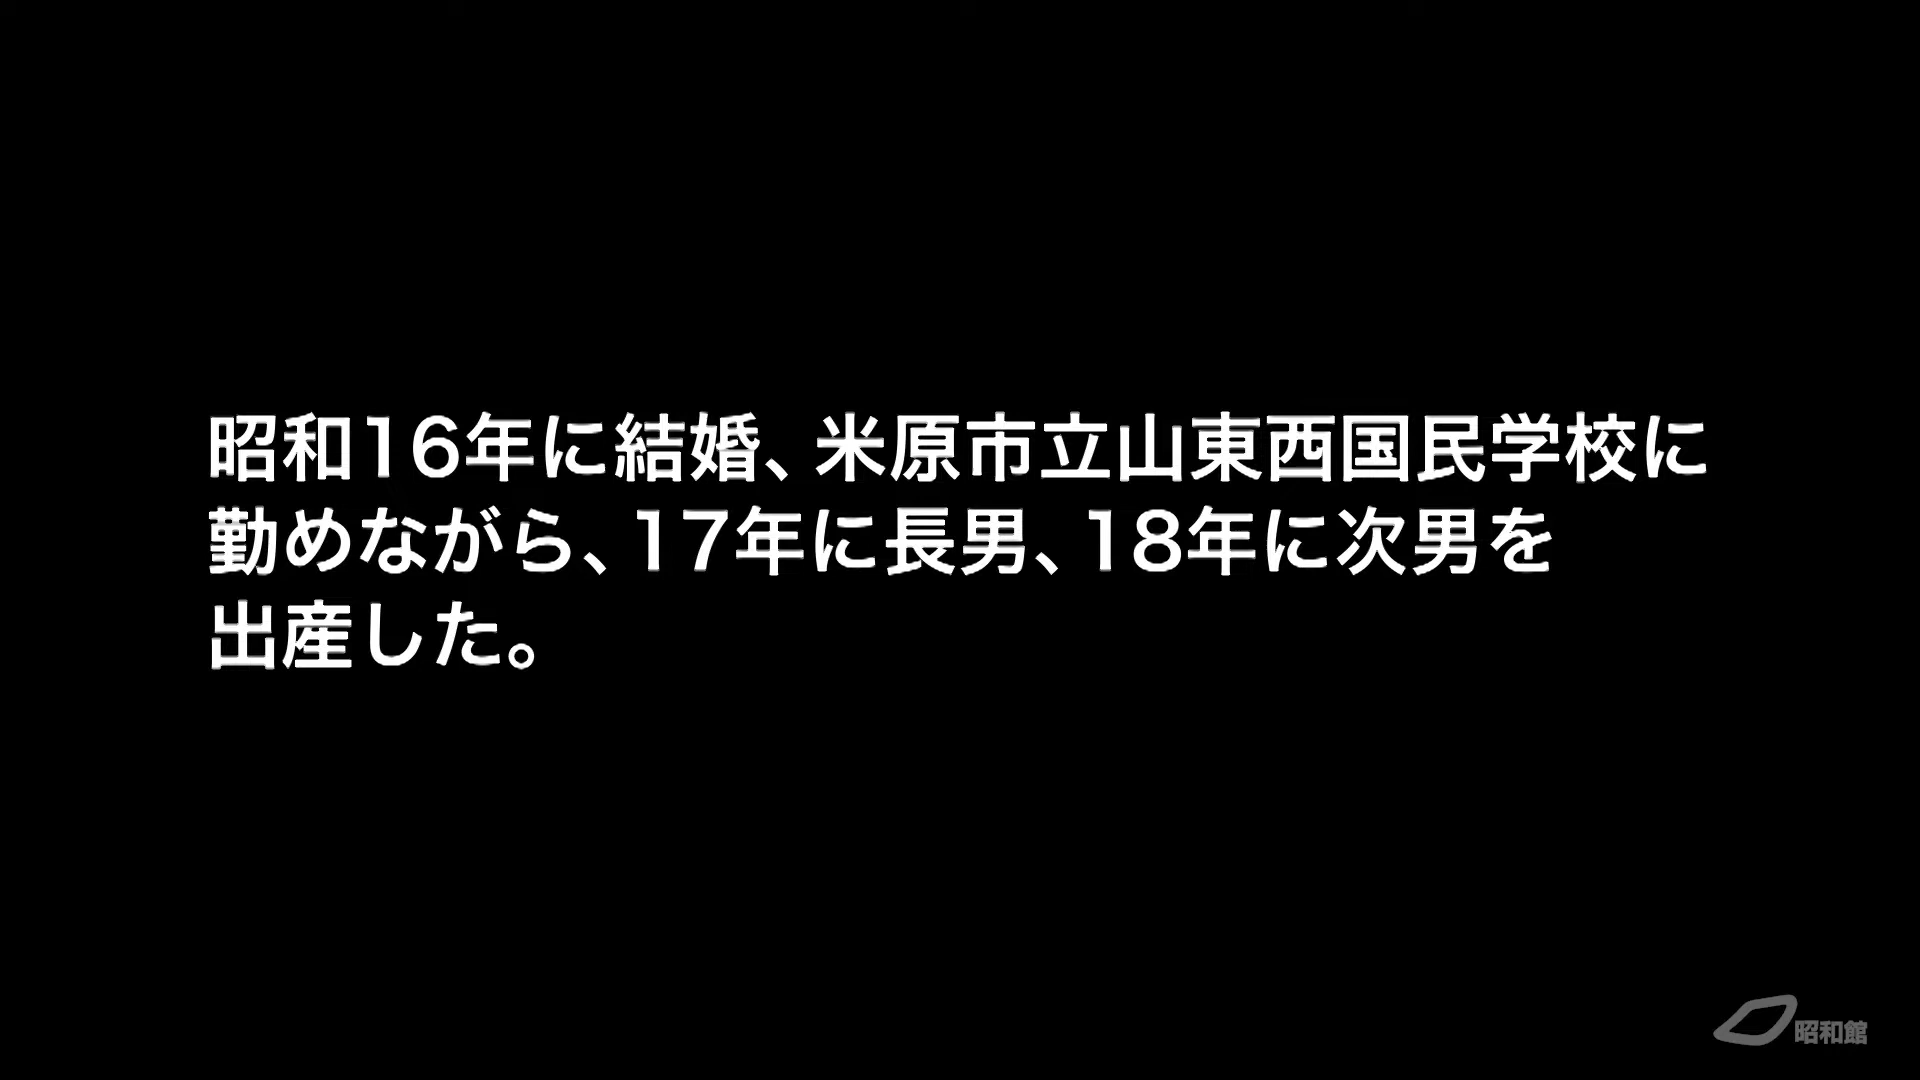 昭和16年に結婚、米原市立山東西国民学校に
勤めながら、17年に長男、18年に次男を
出産した。
昭和館